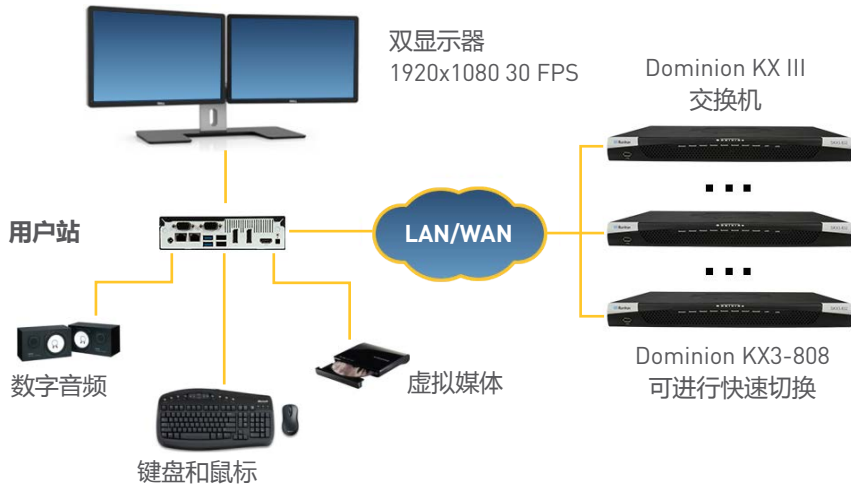 双显示器
1920x1080 30 FPS
Dominion KX III
交换机
用户站
LAN/WAN
数字音频
虚拟媒体
键盘和鼠标
Dominion KX3-808
可进行快速切换